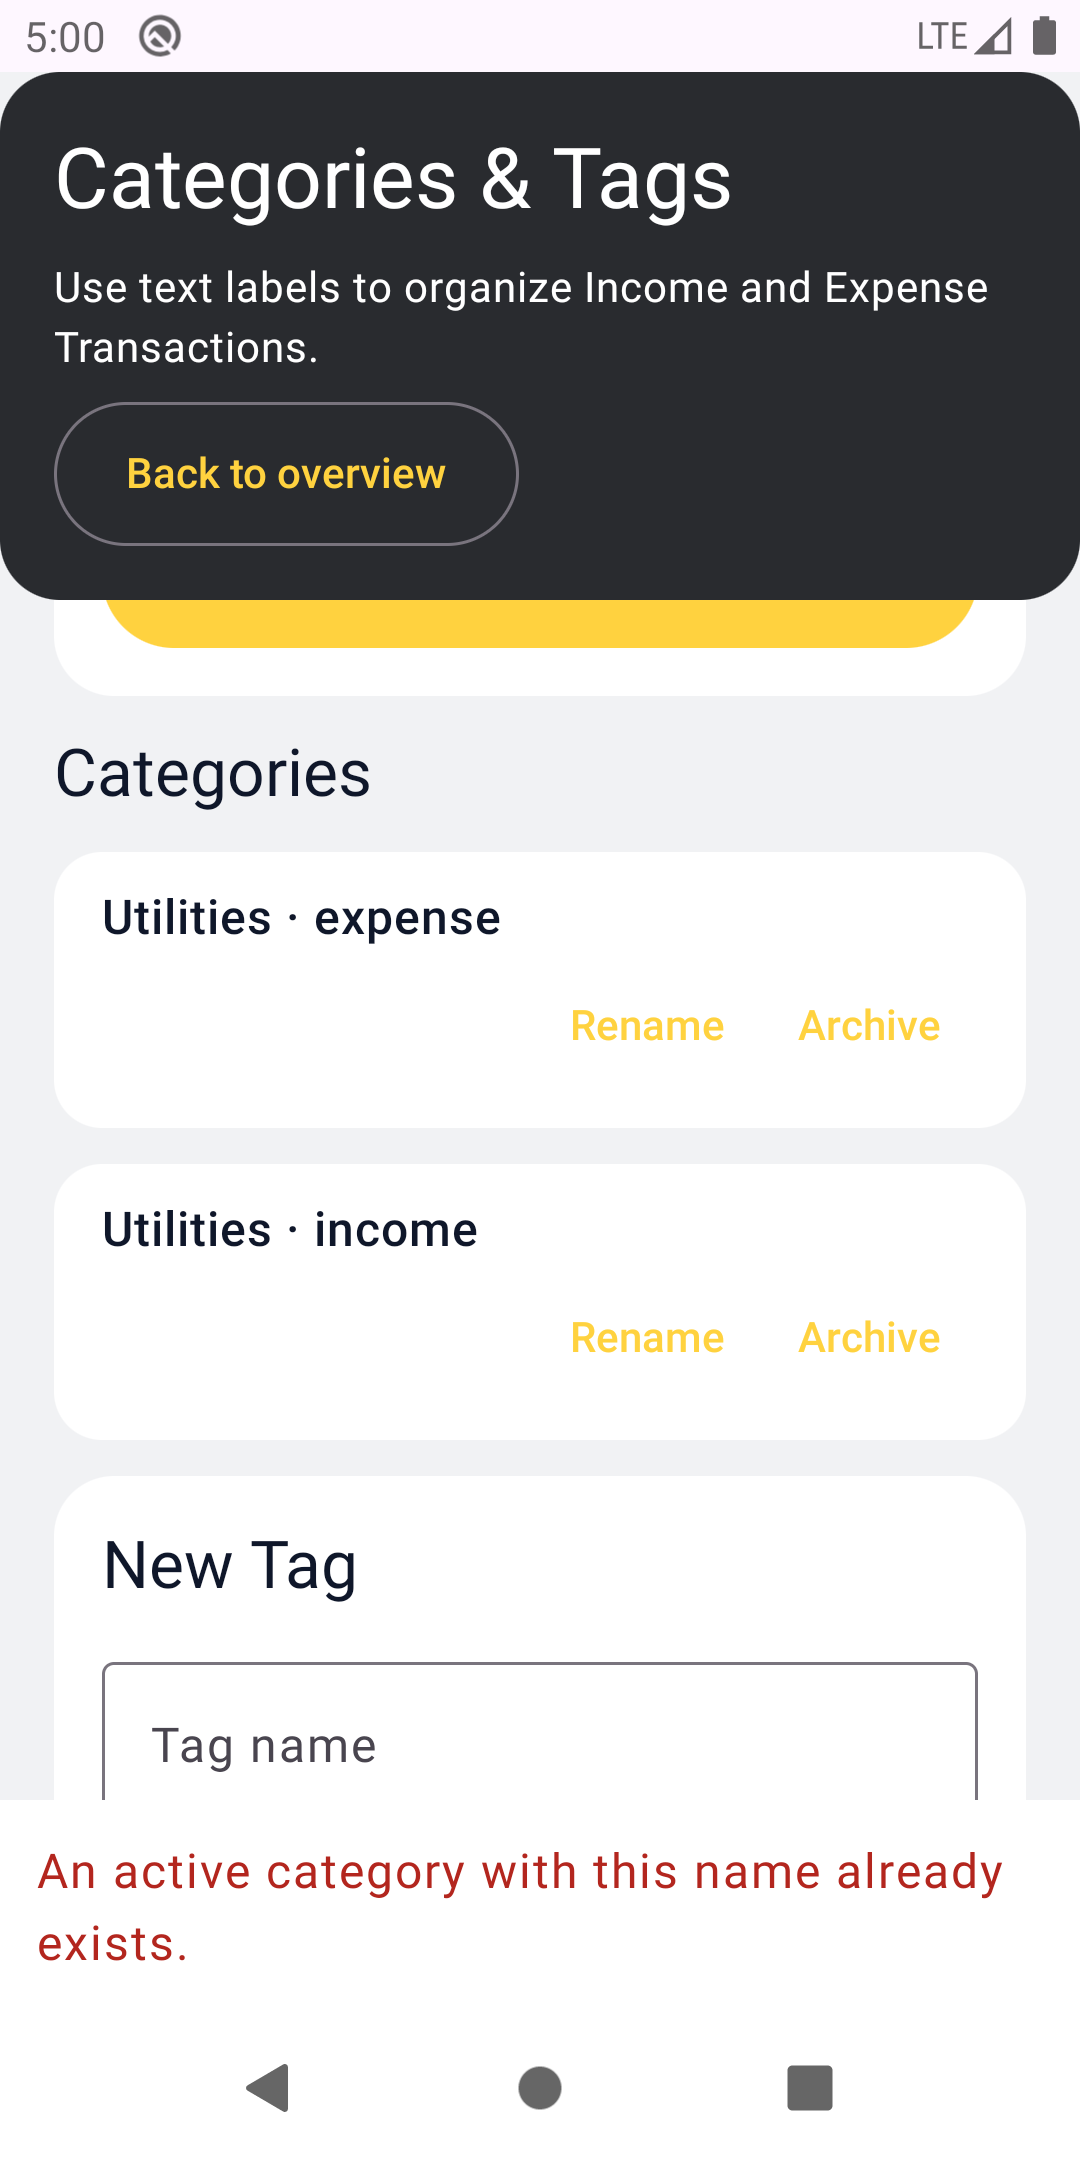 5:00
LTE
Categories & Tags
Use text labels to organize Income and Expense
Transactions.
Back to overview
Categories
Utilities · expense
Rename
Archive
Utilities · income
Rename
Archive
New Tag
Tag name
An active category with this name already
exists.